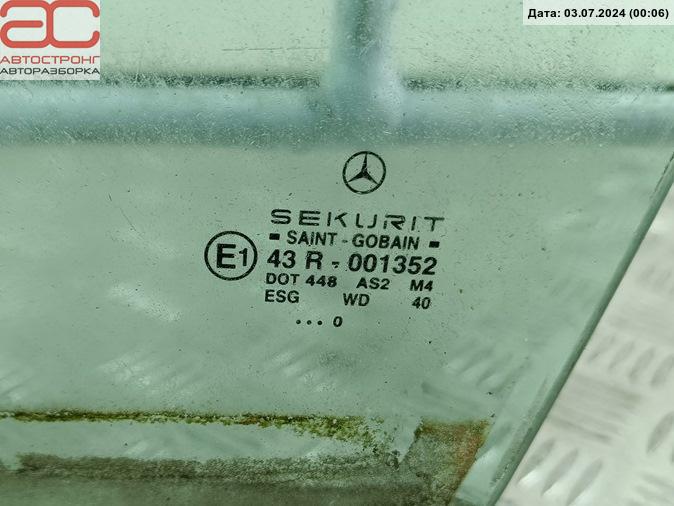 Дата: 03.07.2024 (00:06)
АС
АВТОСТРОНГ
АВТОРАЗБОРКА
SEKURIT
SAINT-GOBAIN
E1 43 R-001352
DOT 448 AS2 M4
ESG WD 40
... 0